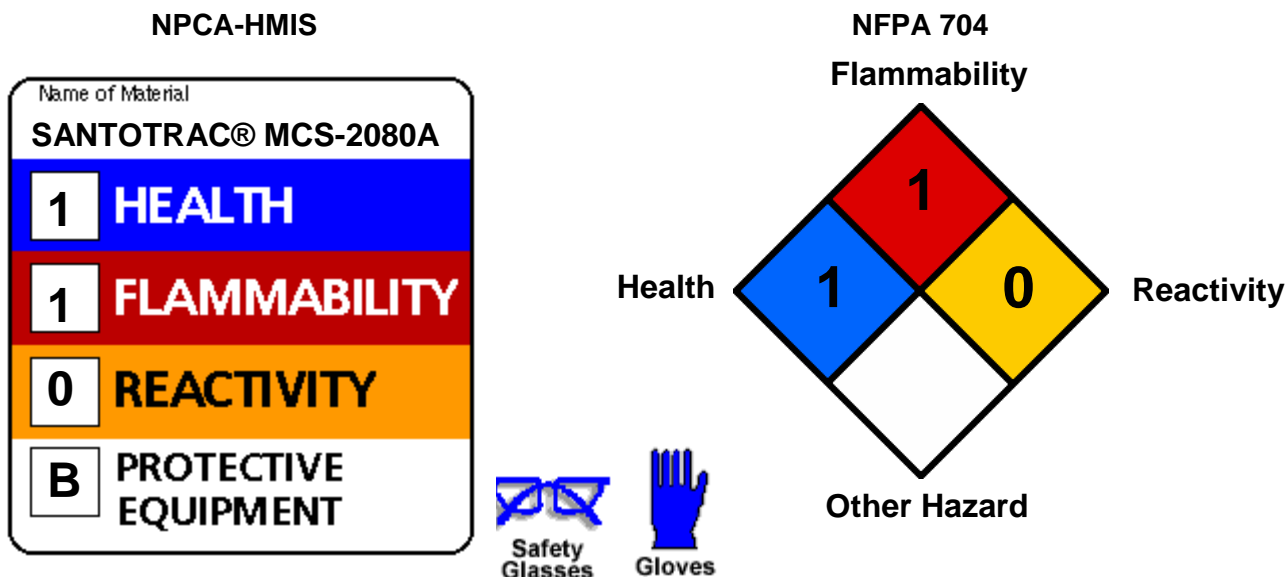 NPCA-HMIS
Name of Material
SANTOTRAC® MCS-2080A
1 HEALTH
1 FLAMMABILITY
0 REACTIVITY
B PROTECTIVE
EQUIPMENT
Safety
Glasses
Gloves
NFPA 704
Flammability
1
Health
1
0
Reactivity
Other Hazard